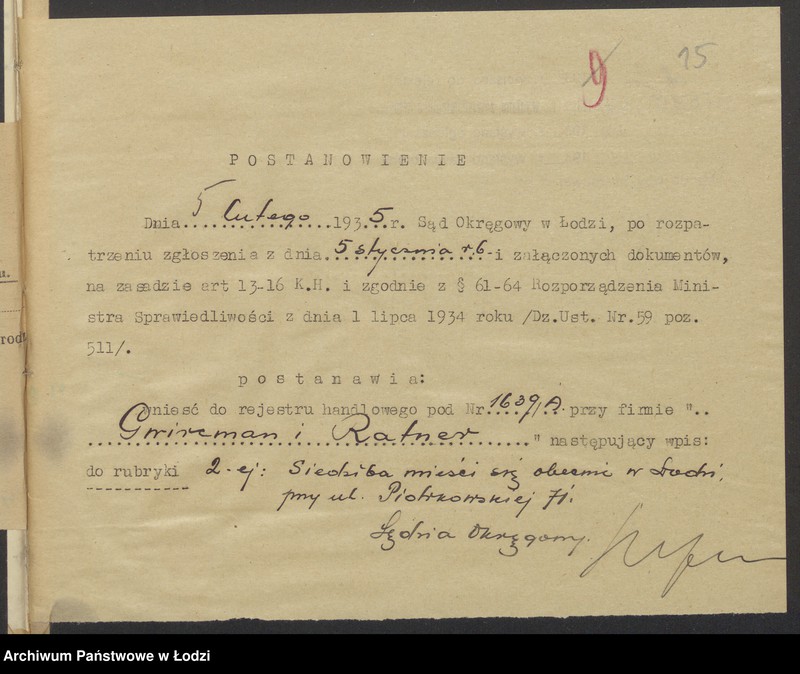 9 15
POSTANOWIENIE
Dnia 5 lutego 1935 r. Sąd Okręgowy w Łodzi, po rozpa-
trzeniu zgłoszenia z dnia 5 stycznia r.b. i załączonych dokumentów,
na zasadzie art 13-16 K.H. i zgodnie z § 61-64 Rozporządzenia Mini-
stra Sprawiedliwości z dnia 1 lipca 1934 roku /Dz.Ust. Nr.59 poz.
511/.
postanawia:
wnieść do rejestru handlowego pod Nr 1639/A przy firmie "..
Gwircman i Ratner" następujący wpis:
do rubryki 2-ej: Siedziba mieści się obecnie w Łodzi,
przy ul. Piotrkowskiej 71.
Sędzia Okręgowy.
u.
rodz
Archiwum Państwowe w Łodzi